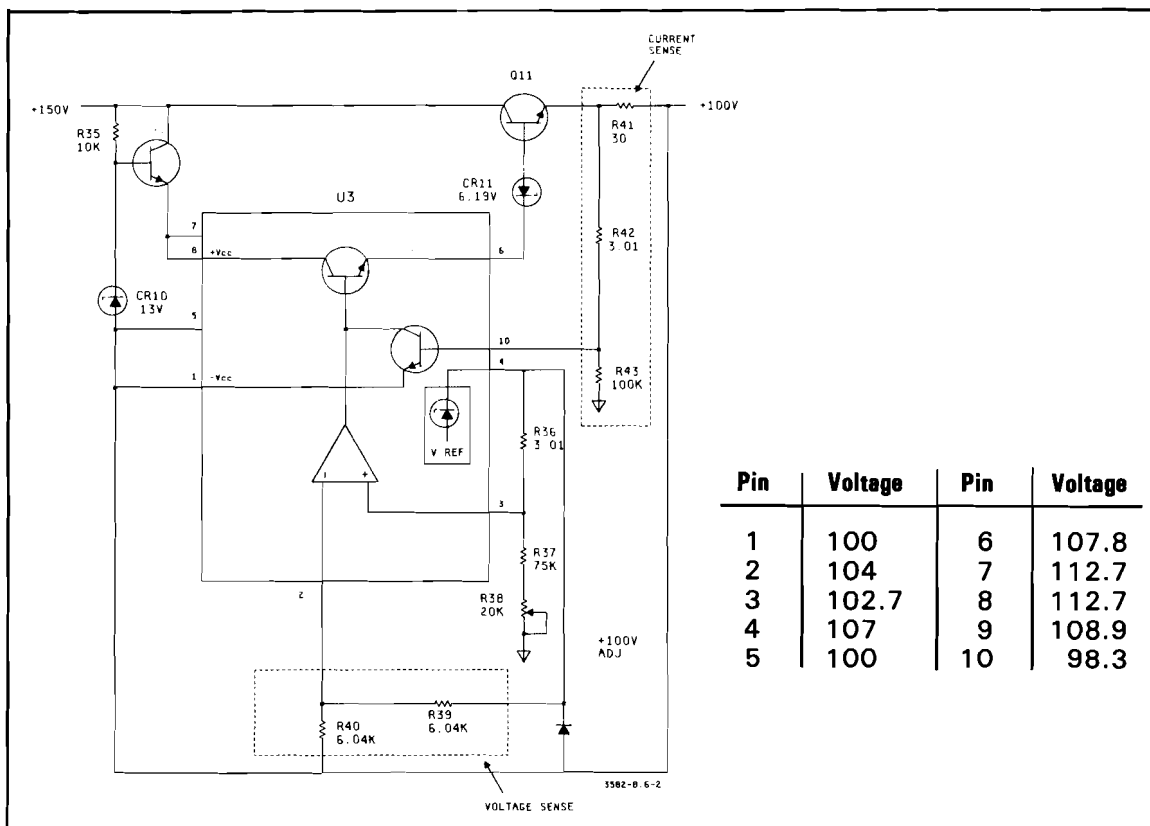 CURRENT
SENSE
Q11
+150V
+100V
R35
10K
R41
30
CR11
6.19V
U3
7
8
+Vcc
6
R42
3.01
CR10
13V
5
10
4
1
-Vcc
R43
100K
V REF
R36
3 01
- +
3
R37
75K
2
R38
20K
+100V
ADJ
R39
6.04K
R40
6.04K
3582-8.6-2
VOLTAGE SENSE
Pin Voltage Pin Voltage
1 100 6 107.8
2 104 7 112.7
3 102.7 8 112.7
4 107 9 108.9
5 100 10 98.3